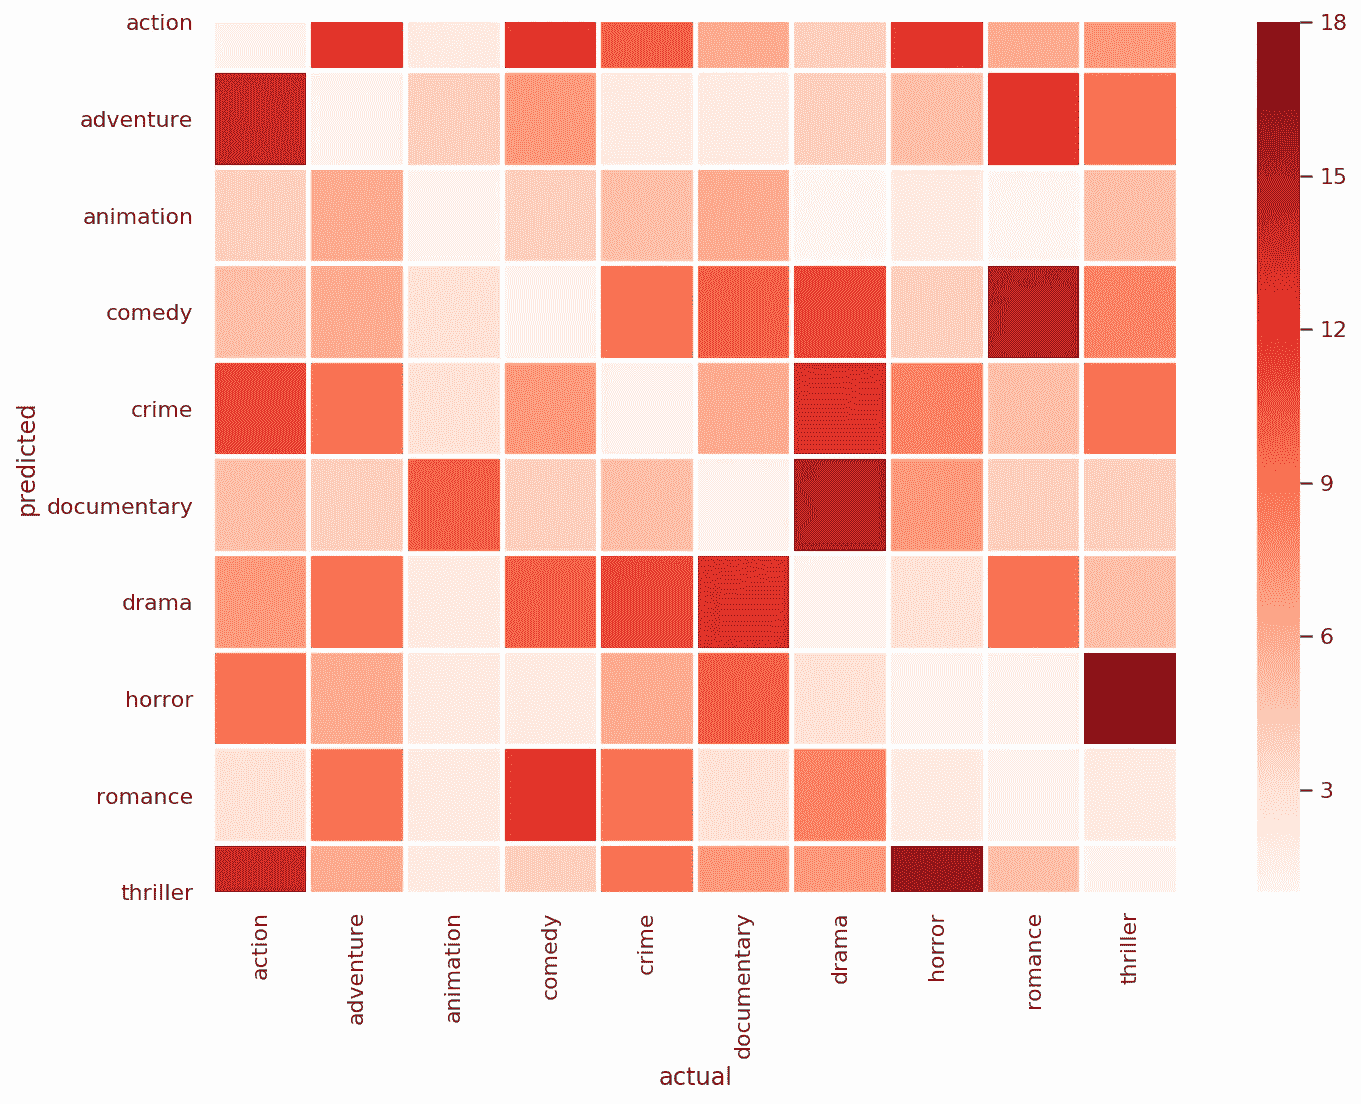 action
adventure
animation
comedy
crime
documentary
drama
horror
romance
thriller
predicted
action
adventure
animation
comedy
crime
documentary
drama
horror
romance
thriller
actual
18
15
12
9
6
3